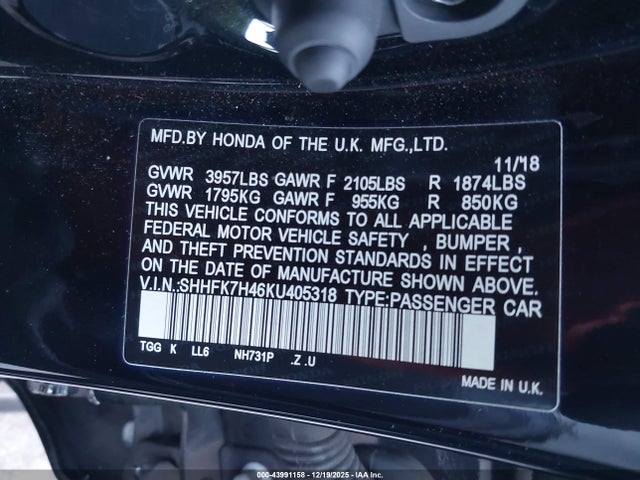 MFD.BY HONDA OF THE U.K. MFG.,LTD.
11/18
GVWR 3957LBS GAWR F 2105LBS R 1874LBS
GVWR 1795KG GAWR F 955KG R 850KG
THIS VEHICLE CONFORMS TO ALL APPLICABLE
FEDERAL MOTOR VEHICLE SAFETY , BUMPER ,
AND THEFT PREVENTION STANDARDS IN EFFECT
ON THE DATE OF MANUFACTURE SHOWN ABOVE.
V.I.N.:SHHFK7H46KU405318 TYPE:PASSENGER CAR
TGG K LL6 NH731P .Z .U
MADE IN U.K.
000-43991158 - 12/19/2025 - IAAI.com